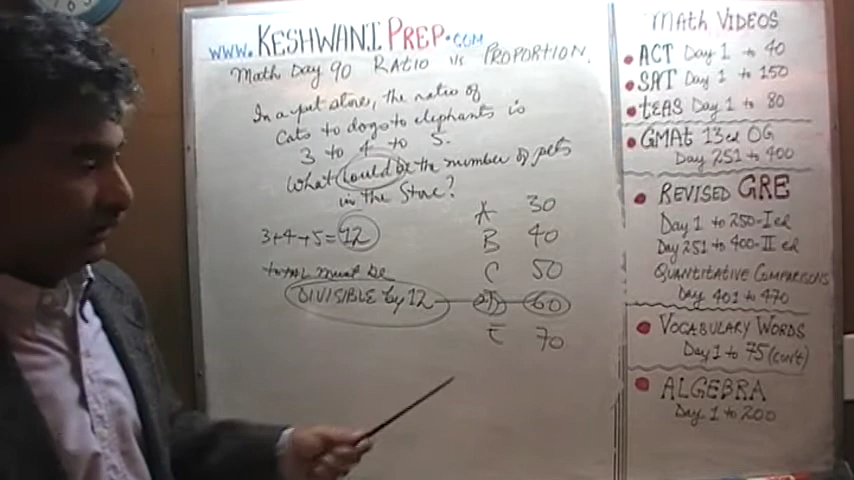 www.KESHWANI PREP.COM
Math Day 90 RATIO vs PROPORTION.
In a pet store, the ratio of
cats to dogs to elephants is
3 to 4 to 5.
What could be the number of pets
in the Store?
3+4+5=12
total must be
DIVISIBLE by 12
A 30
B 40
C 50
D 60
E 70
Math VIDEOS
ACT Day 1 to 40
SAT Day 1 to 150
tEAS Day 1 to 80
GMAt 13ed OG
Day 251 to 400
REVISED GRE
Day 1 to 250-I ed
Day 251 to 400-II ed
QUANTITATIVE COMPARISONS
Day 401 to 470
VOCABULARY WORDS
Day 1 to 75 (con't)
ALGEBRA
Day 1 to 200